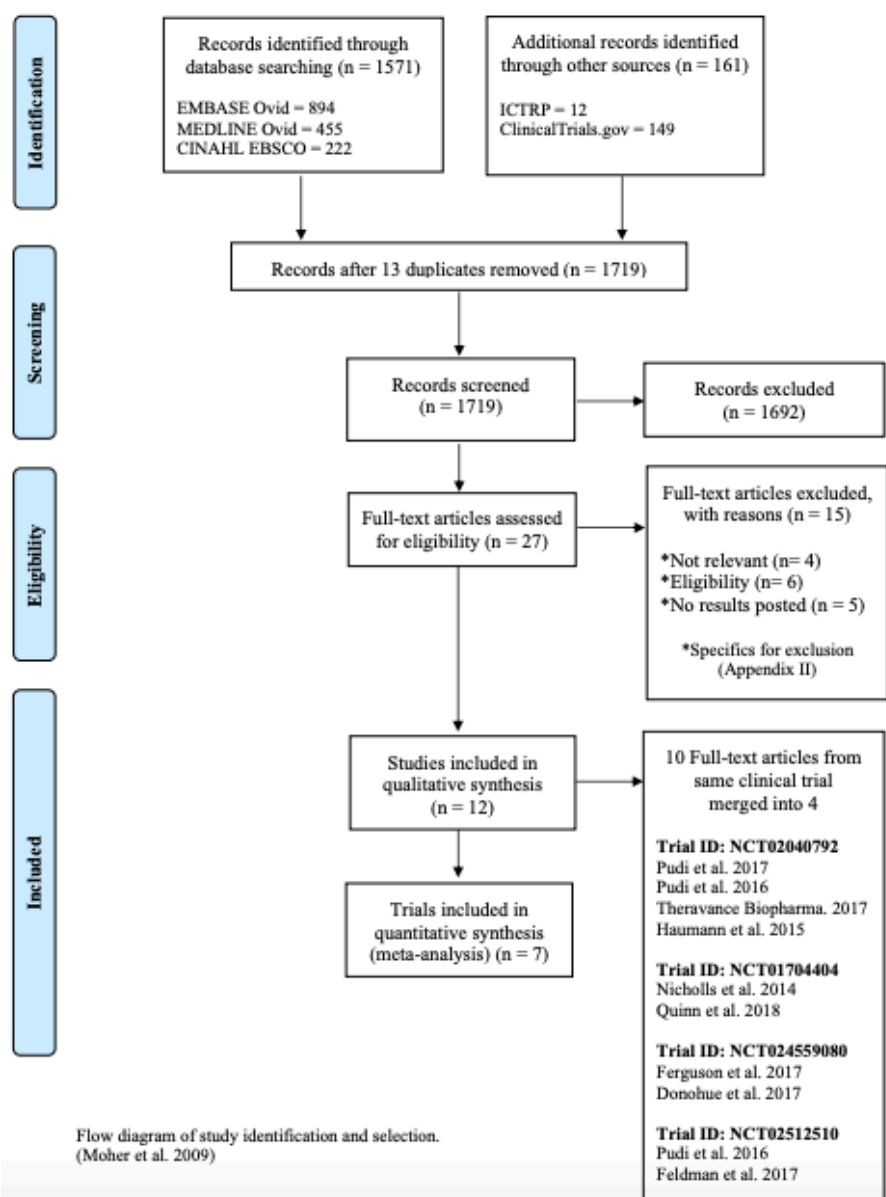 Identification
Records identified through
database searching (n = 1571)
EMBASE Ovid = 894
MEDLINE Ovid = 455
CINAHL EBSCO = 222
Additional records identified
through other sources (n = 161)
ICTRP = 12
ClinicalTrials.gov = 149
Screening
Records after 13 duplicates removed (n = 1719)
Records screened
(n = 1719)
Records excluded
(n = 1692)
Eligibility
Full-text articles assessed
for eligibility (n = 27)
Full-text articles excluded,
with reasons (n = 15)
*Not relevant (n= 4)
*Eligibility (n= 6)
*No results posted (n = 5)
*Specifics for exclusion
(Appendix II)
Included
Studies included in
qualitative synthesis
(n = 12)
Trials included in
quantitative synthesis
(meta-analysis) (n = 7)
10 Full-text articles from
same clinical trial
merged into 4
Trial ID: NCT02040792
Pudi et al. 2017
Pudi et al. 2016
Theravance Biopharma. 2017
Haumann et al. 2015
Trial ID: NCT01704404
Nicholls et al. 2014
Quinn et al. 2018
Trial ID: NCT024559080
Ferguson et al. 2017
Donohue et al. 2017
Trial ID: NCT02512510
Pudi et al. 2016
Feldman et al. 2017
Flow diagram of study identification and selection.
(Moher et al. 2009)